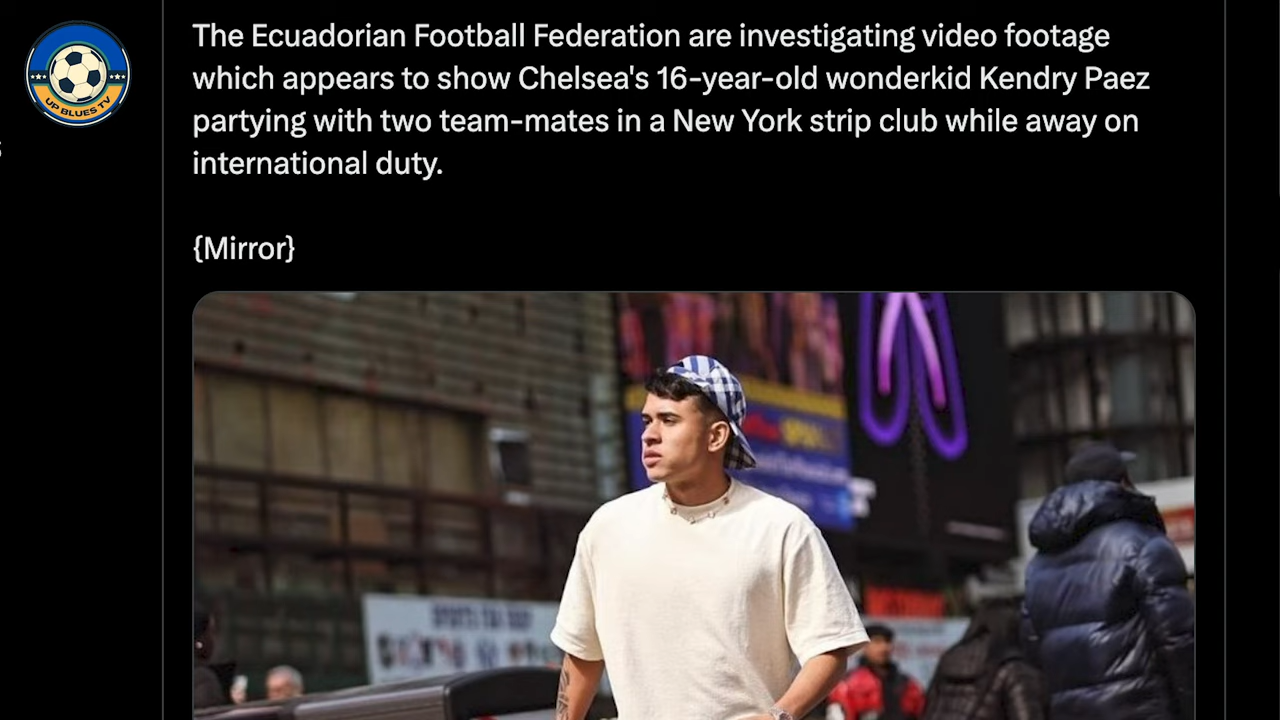 The Ecuadorian Football Federation are investigating video footage
which appears to show Chelsea's 16-year-old wonderkid Kendry Paez
partying with two team-mates in a New York strip club while away on
international duty.
{Mirror}
UP BLUES TV